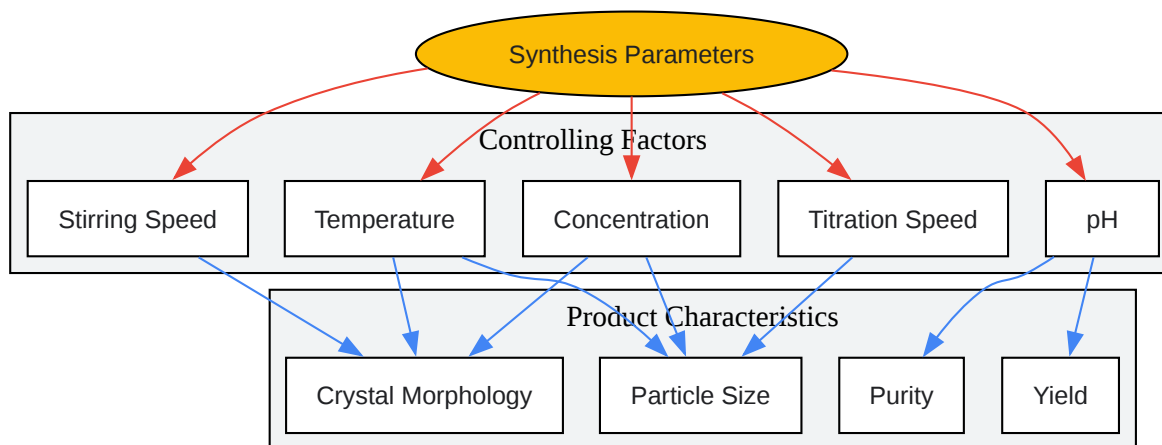 Synthesis Parameters
Controlling Factors
Stirring Speed
Temperature
Concentration
Titration Speed
pH
Product Characteristics
Crystal Morphology
Particle Size
Purity
Yield